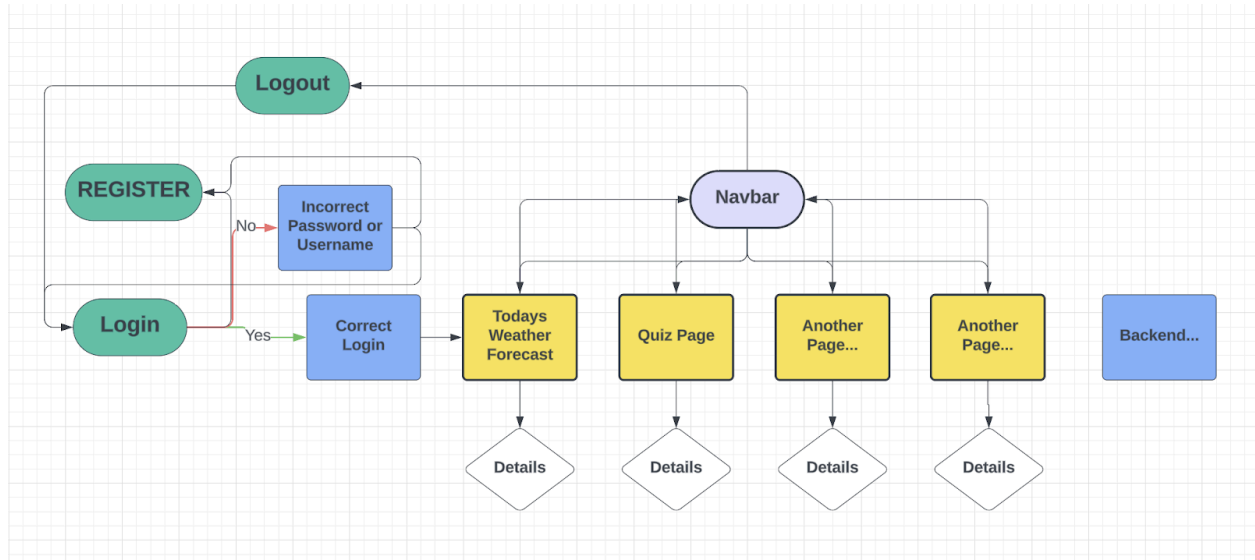 Logout
REGISTER
Incorrect
Password or
Username
No
Navbar
Login
Yes
Correct
Login
Todays
Weather
Forecast
Quiz Page
Another
Page...
Another
Page...
Backend...
Details
Details
Details
Details